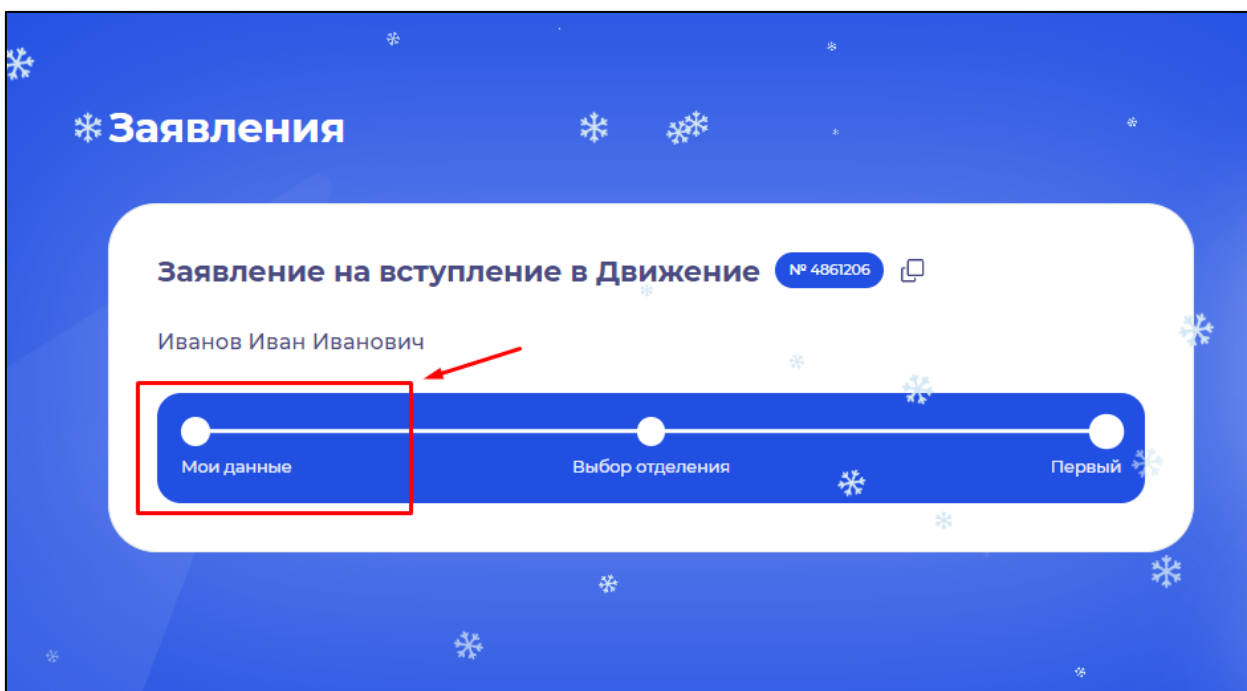 Заявления
Заявление на вступление в Движение № 4861206
Иванов Иван Иванович
Мои данные Выбор отделения Первый